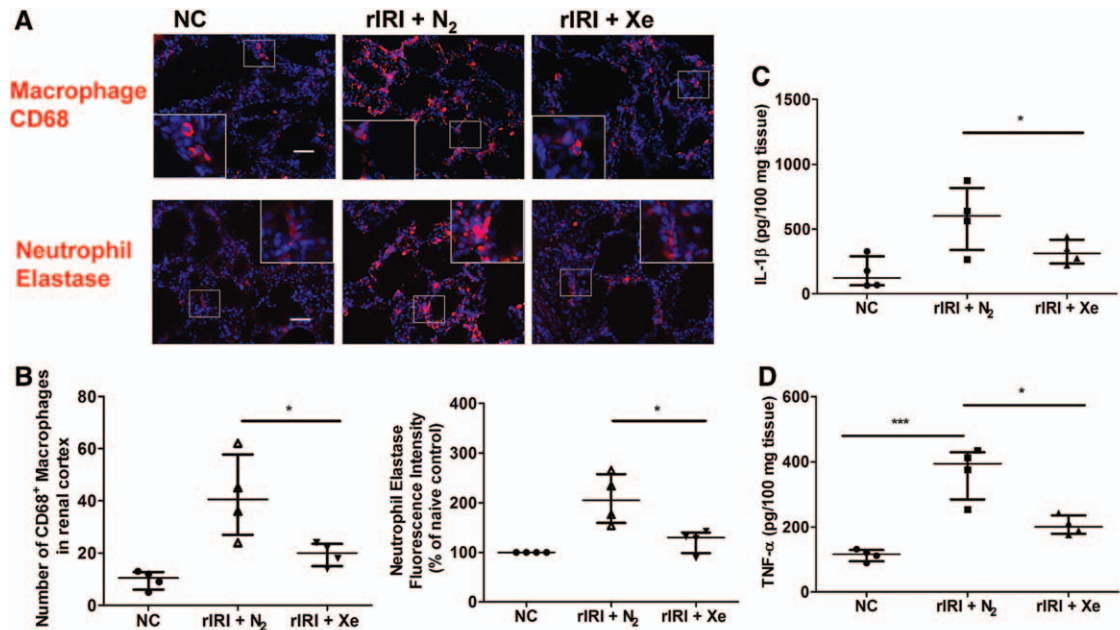 A
NC
rIRI + N2
rIRI + Xe
Macrophage
CD68
Neutrophil
Elastase
B
Number of CD68+ Macrophages
in renal cortex
80
60
40
20
0
*
NC
rIRI + N2
rIRI + Xe
Neutrophil Elastase
Fluorescence Intensity
(% of naive control)
400
300
200
100
0
*
NC
rIRI + N2
rIRI + Xe
C
IL-1β (pg/100 mg tissue)
1500
1000
500
0
*
NC
rIRI + N2
rIRI + Xe
D
TNF-α (pg/100 mg tissue)
600
400
200
0
***
*
NC
rIRI + N2
rIRI + Xe